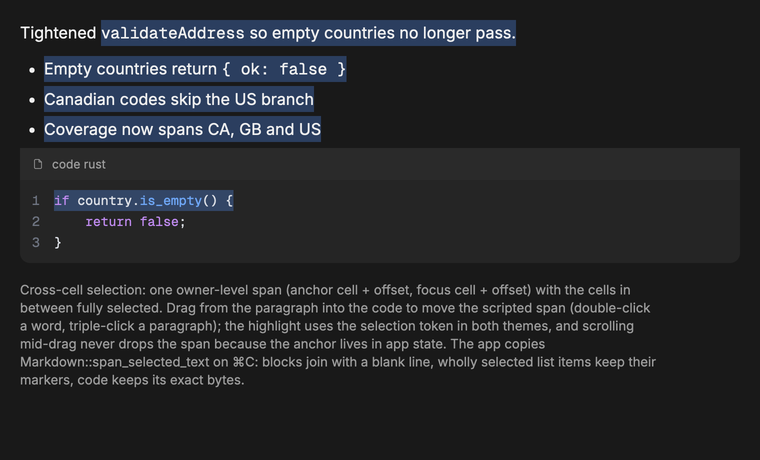 Tightened validateAddress so empty countries no longer pass.
• Empty countries return { ok: false }
• Canadian codes skip the US branch
• Coverage now spans CA, GB and US
code rust
1 if country.is_empty() {
2     return false;
3 }
Cross-cell selection: one owner-level span (anchor cell + offset, focus cell + offset) with the cells in
between fully selected. Drag from the paragraph into the code to move the scripted span (double-click
a word, triple-click a paragraph); the highlight uses the selection token in both themes, and scrolling
mid-drag never drops the span because the anchor lives in app state. The app copies
Markdown::span_selected_text on ⌘C: blocks join with a blank line, wholly selected list items keep their
markers, code keeps its exact bytes.